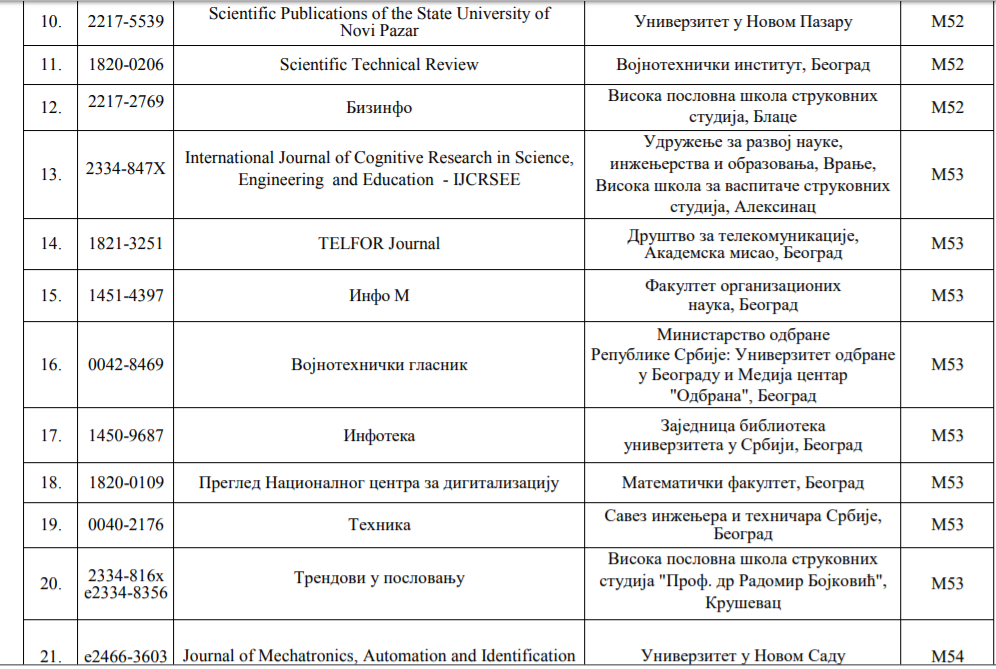 10. 2217-5539 Scientific Publications of the State University of
Novi Pazar Универзитет у Новом Пазару M52
11. 1820-0206 Scientific Technical Review Војнотехнички институт, Београд M52
12. 2217-2769 Бизинфо Висока пословна школа струковних
студија, Блаце M52
13. 2334-847X International Journal of Cognitive Research in Science,
Engineering and Education - IJCRSEE Удружење за развој науке,
инжењерства и образовања, Врање,
Висока школа за васпитаче струковних
студија, Алексинац M53
14. 1821-3251 TELFOR Journal Друштво за телекомуникације,
Академска мисао, Београд M53
15. 1451-4397 Инфо М Факултет организационих
наука, Београд M53
16. 0042-8469 Војнотехнички гласник Министарство одбране
Републике Србије: Универзитет одбране
у Београду и Медија центар
"Одбрана", Београд M53
17. 1450-9687 Инфотека Заједница библиотека
универзитета у Србији, Београд M53
18. 1820-0109 Преглед Националног центра за дигитализацију Математички факултет, Београд M53
19. 0040-2176 Техника Савез инжењера и техничара Србије,
Београд M53
20. 2334-816x
e2334-8356 Трендови у пословању Висока пословна школа струковних
студија "Проф. др Радомир Бојковић",
Крушевац M53
21. e2466-3603 Journal of Mechatronics, Automation and Identification Универзитет у Новом Саду M54